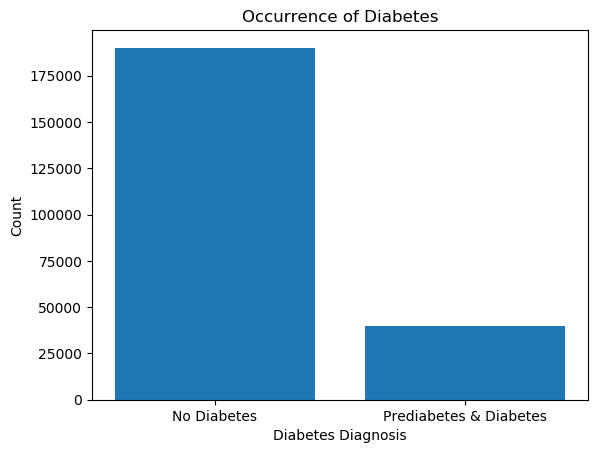 Occurrence of Diabetes
Count
175000
150000
125000
100000
75000
50000
25000
0
No Diabetes
Prediabetes & Diabetes
Diabetes Diagnosis